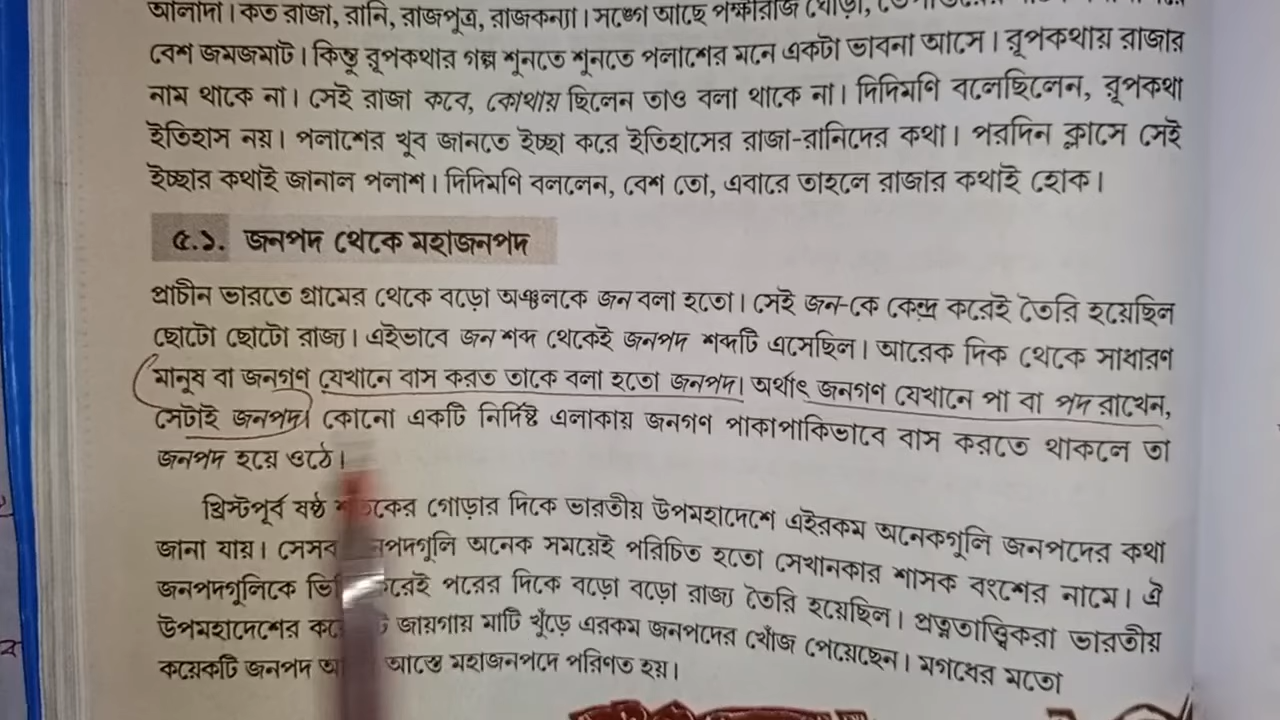 আলাদা। কত রাজা, রানি, রাজপুত্র, রাজকন্যা। সঙ্গে আছে পক্ষীরাজ ঘোড়া,
বেশ জমজমাট। কিন্তু রূপকথার গল্প শুনতে শুনতে পলাশের মনে একটা ভাবনা আসে। রূপকথায় রাজার
নাম থাকে না। সেই রাজা কবে, কোথায় ছিলেন তাও বলা থাকে না। দিদিমণি বলেছিলেন, রূপকথা
ইতিহাস নয়। পলাশের খুব জানতে ইচ্ছা করে ইতিহাসের রাজা-রানিদের কথা। পরদিন ক্লাসে সেই
ইচ্ছার কথাই জানাল পলাশ। দিদিমণি বললেন, বেশ তো, এবারে তাহলে রাজার কথাই হোক।
৫.১. জনপদ থেকে মহাজনপদ
প্রাচীন ভারতে গ্রামের থেকে বড়ো অঞ্চলকে জন বলা হতো। সেই জন-কে কেন্দ্র করেই তৈরি হয়েছিল
ছোটো ছোটো রাজ্য। এইভাবে জন শব্দ থেকেই জনপদ শব্দটি এসেছিল। আরেক দিক থেকে সাধারণ
মানুষ বা জনগণ যেখানে বাস করত তাকে বলা হতো জনপদ। অর্থাৎ জনগণ যেখানে পা বা পদ রাখেন,
সেটাই জনপদ। কোনো একটি নির্দিষ্ট এলাকায় জনগণ পাকাপাকিভাবে বাস করতে থাকলে তা
জনপদ হয়ে ওঠে।
খ্রিস্টপূর্ব ষষ্ঠ শতকের গোড়ার দিকে ভারতীয় উপমহাদেশে এইরকম অনেকগুলি জনপদের কথা
জানা যায়। সেসব জনপদগুলি অনেক সময়েই পরিচিত হতো সেখানকার শাসক বংশের নামে। ঐ
জনপদগুলিকে করেই পরের দিকে বড়ো বড়ো রাজ্য তৈরি হয়েছিল। প্রত্নতাত্ত্বিকরা ভারতীয়
উপমহাদেশের জায়গায় মাটি খুঁড়ে এরকম জনপদের খোঁজ পেয়েছেন। মগধের মতো
কয়েকটি জনপদ আস্তে মহাজনপদে পরিণত হয়।